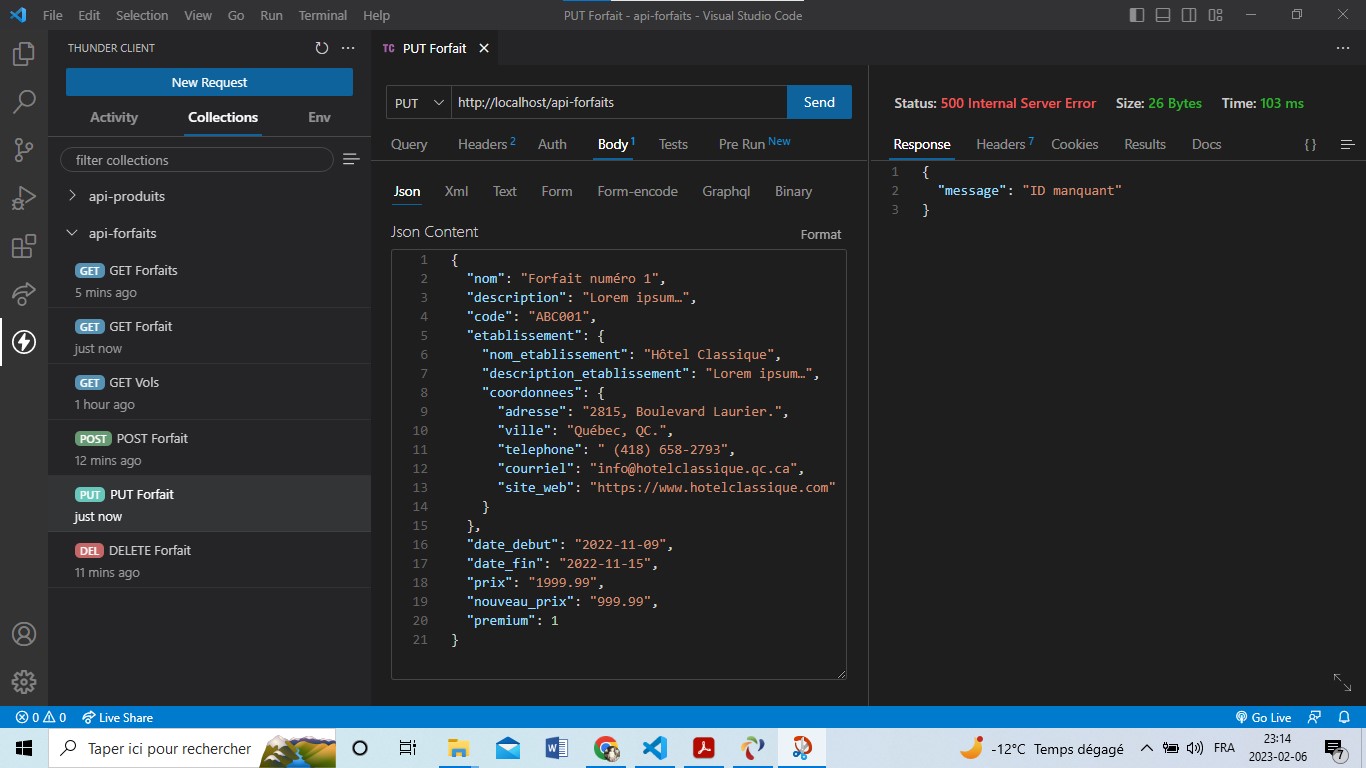 File Edit Selection View Go Run Terminal Help PUT Forfait - api-forfaits - Visual Studio Code
THUNDER CLIENT
New Request
Activity Collections Env
filter collections
api-produits
api-forfaits
GET GET Forfaits
5 mins ago
GET GET Forfait
just now
GET GET Vols
1 hour ago
POST POST Forfait
12 mins ago
PUT PUT Forfait
just now
DEL DELETE Forfait
11 mins ago
TC PUT Forfait
PUT http://localhost/api-forfaits Send
Query Headers 2 Auth Body 1 Tests Pre Run New
Json Xml Text Form Form-encode Graphql Binary
Json Content
Format
1 {
2 "nom": "Forfait numéro 1",
3 "description": "Lorem ipsum…",
4 "code": "ABC001",
5 "etablissement": {
6 "nom_etablissement": "Hôtel Classique",
7 "description_etablissement": "Lorem ipsum…",
8 "coordonnees": {
9 "adresse": "2815, Boulevard Laurier.",
10 "ville": "Québec, QC.",
11 "telephone": " (418) 658-2793",
12 "courriel": "info@hotelclassique.qc.ca",
13 "site_web": "https://www.hotelclassique.com"
14 }
15 },
16 "date_debut": "2022-11-09",
17 "date_fin": "2022-11-15",
18 "prix": "1999.99",
19 "nouveau_prix": "999.99",
20 "premium": 1
21 }
Status: 500 Internal Server Error Size: 26 Bytes Time: 103 ms
Response Headers 7 Cookies Results Docs {}
1 {
2 "message": "ID manquant"
3 }
0 0 Live Share Go Live
Taper ici pour rechercher
-12°C Temps dégagé FRA
23:14
2023-02-06
7